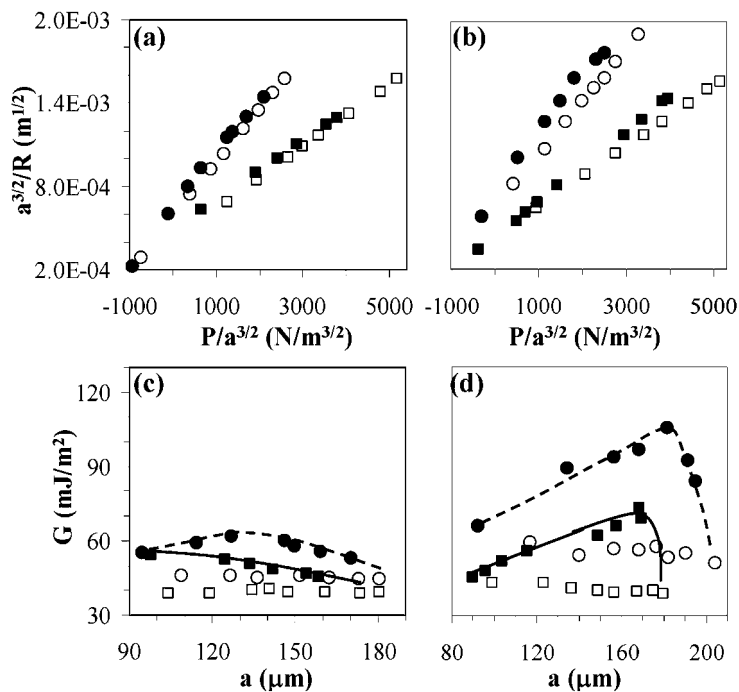 (a)
(b)
2.0E-03
1.4E-03
8.0E-04
2.0E-04
a3/2/R (m1/2)
-1000 1000 3000 5000
-1000 1000 3000 5000
P/a3/2 (N/m3/2)
P/a3/2 (N/m3/2)
(c)
(d)
120
90
60
30
G (mJ/m2)
90 120 150 180
80 120 160 200
a (µm)
a (µm)